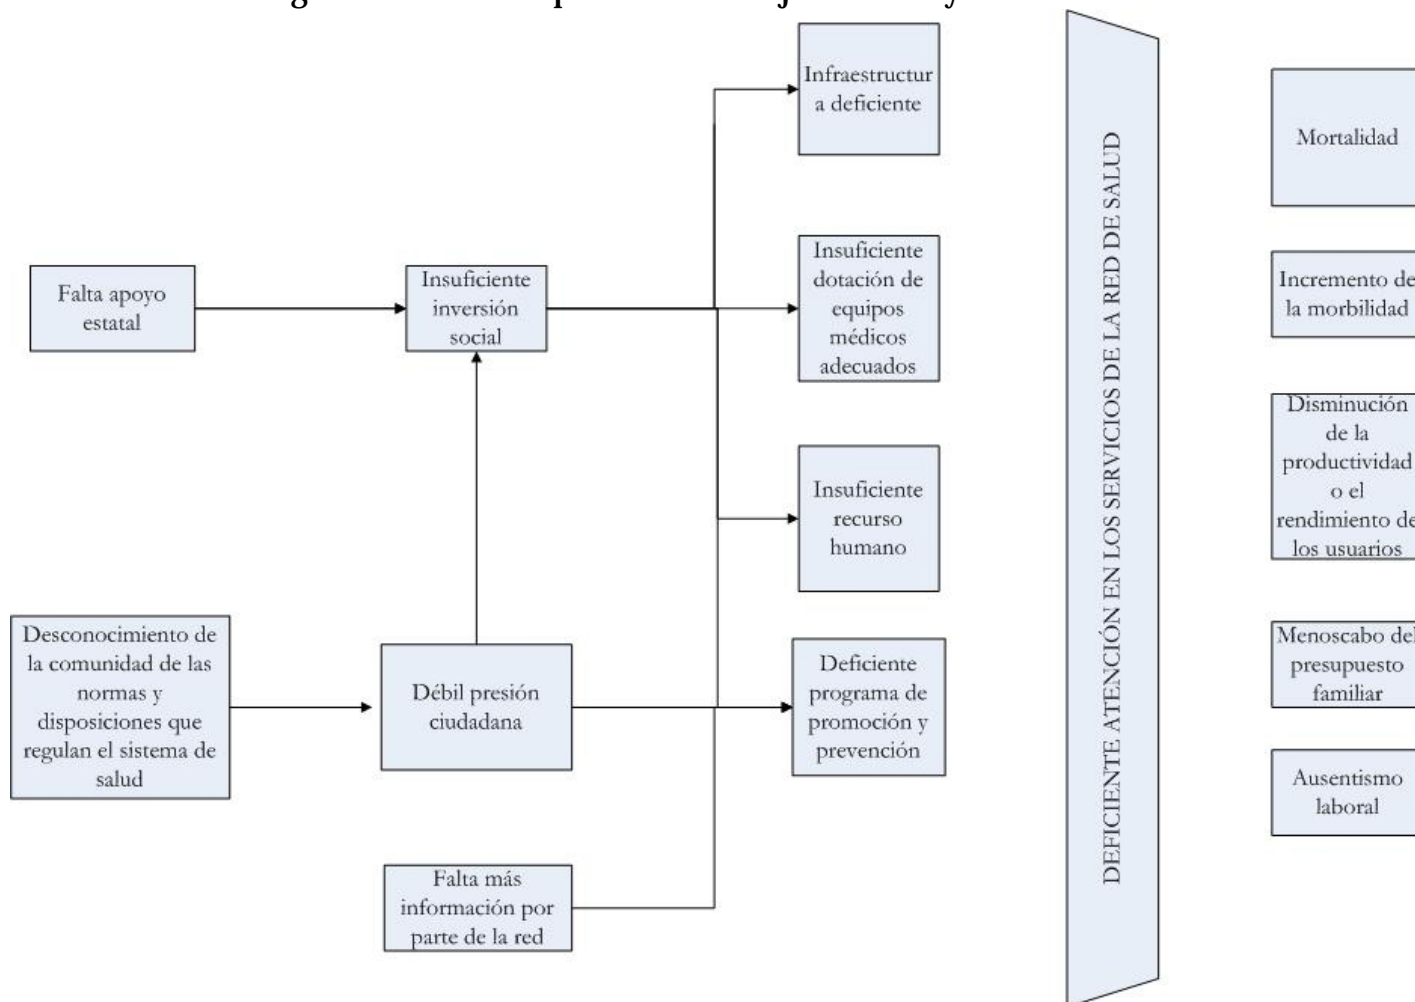 Infraestructur
a deficiente
Falta apoyo
estatal
Insuficiente
inversión
social
Insuficiente
dotación de
equipos
médicos
adecuados
Insuficiente
recurso
humano
Desconocimiento de
la comunidad de las
normas y
disposiciones que
regulan el sistema de
salud
Débil presión
ciudadana
Deficiente
programa de
promoción y
prevención
Falta más
información por
parte de la red
DEFICIENTE ATENCIÓN EN LOS SERVICIOS DE LA RED DE SALUD
Mortalidad
Incremento de
la morbilidad
Disminución
de la
productividad
o el
rendimiento de
los usuarios
Menoscabo del
presupuesto
familiar
Ausentismo
laboral